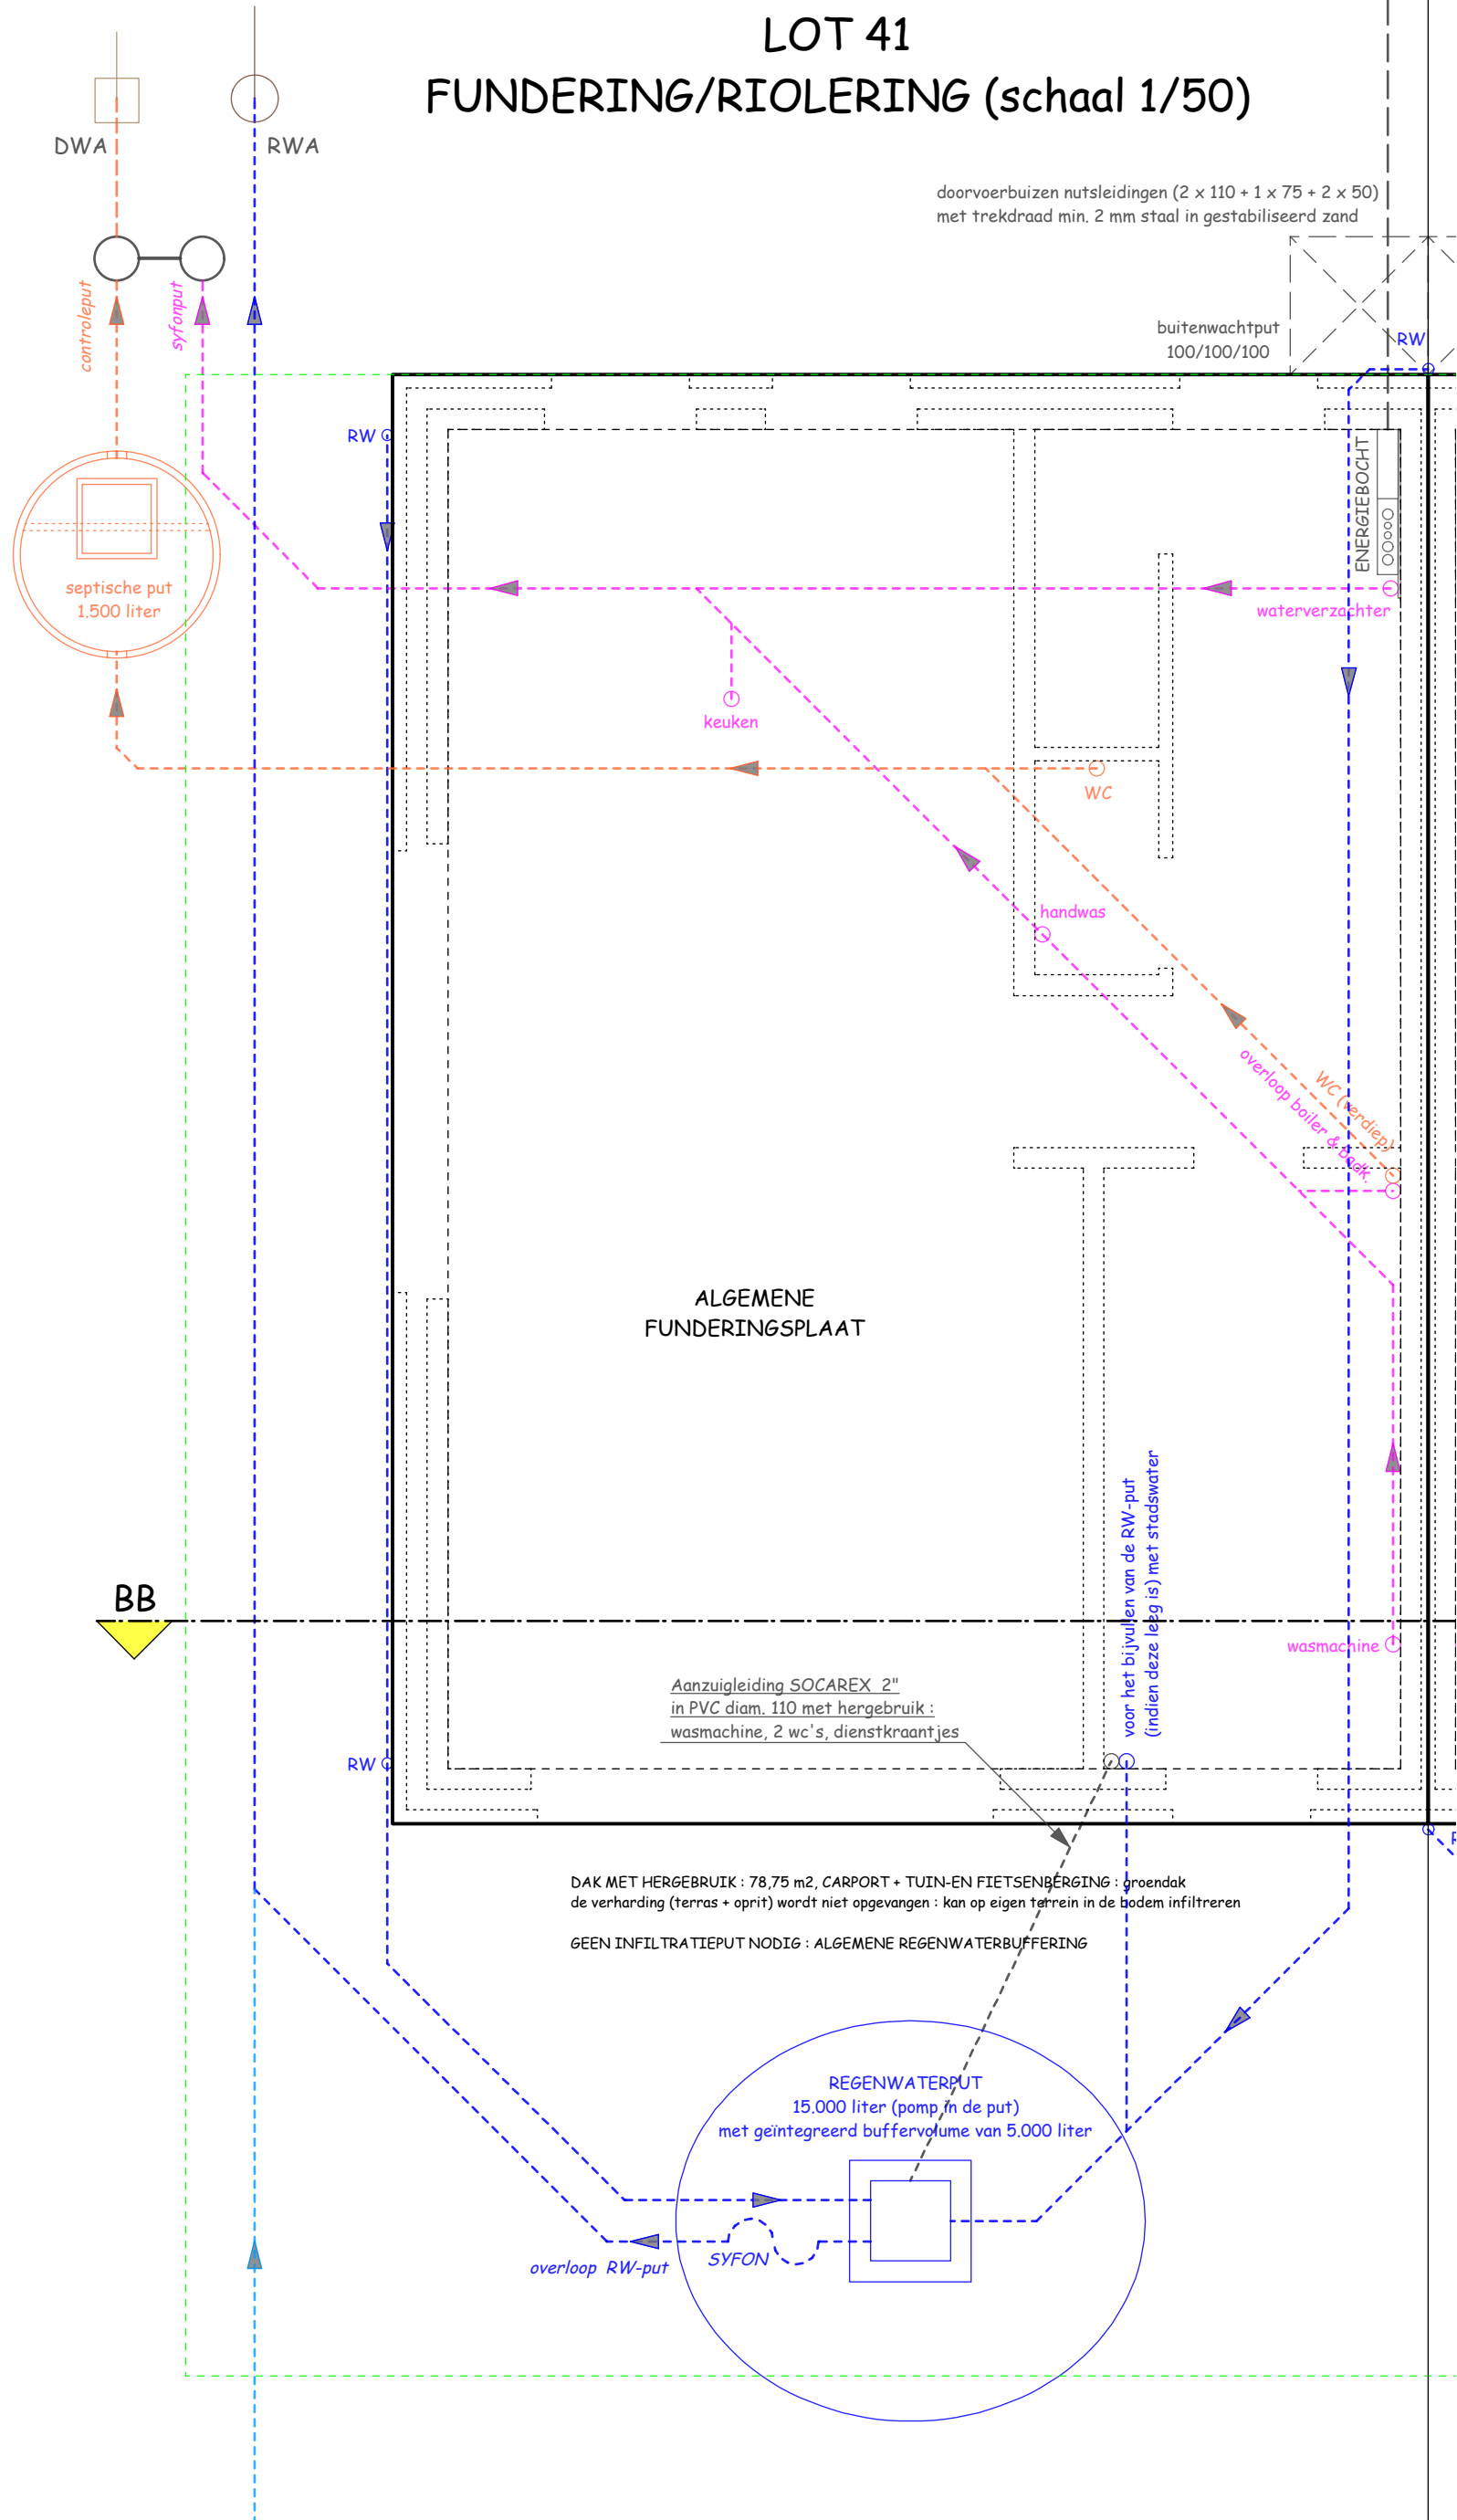 LOT 41
FUNDERING/RIOLERING (schaal 1/50)
DWA
RWA
doorvoerbuizen nutsleidingen (2 x 110 + 1 x 75 + 2 x 50)
met trekdraad min. 2 mm staal in gestabiliseerd zand
controleput
syfonput
buitenwachtput
100/100/100
RW
RW
ENERGIEBOCHT
septische put
1.500 liter
waterverzachter
keuken
WC
handwas
WC (verdiep)
overloop boiler & badk.
ALGEMENE
FUNDERINGSPLAAT
voor het bijvullen van de RW-put
(indien deze leeg is) met stadswater
BB
wasmachine
Aanzuigleiding SOCAREX 2"
in PVC diam. 110 met hergebruik :
wasmachine, 2 wc's, dienstkraantjes
RW
DAK MET HERGEBRUIK : 78,75 m2, CARPORT + TUIN-EN FIETSENBERGING : groendak
de verharding (terras + oprit) wordt niet opgevangen : kan op eigen terrein in de bodem infiltreren
GEEN INFILTRATIEPUT NODIG : ALGEMENE REGENWATERBUFFERING
REGENWATERPUT
15.000 liter (pomp in de put)
met geïntegreerd buffervolume van 5.000 liter
SYFON
overloop RW-put